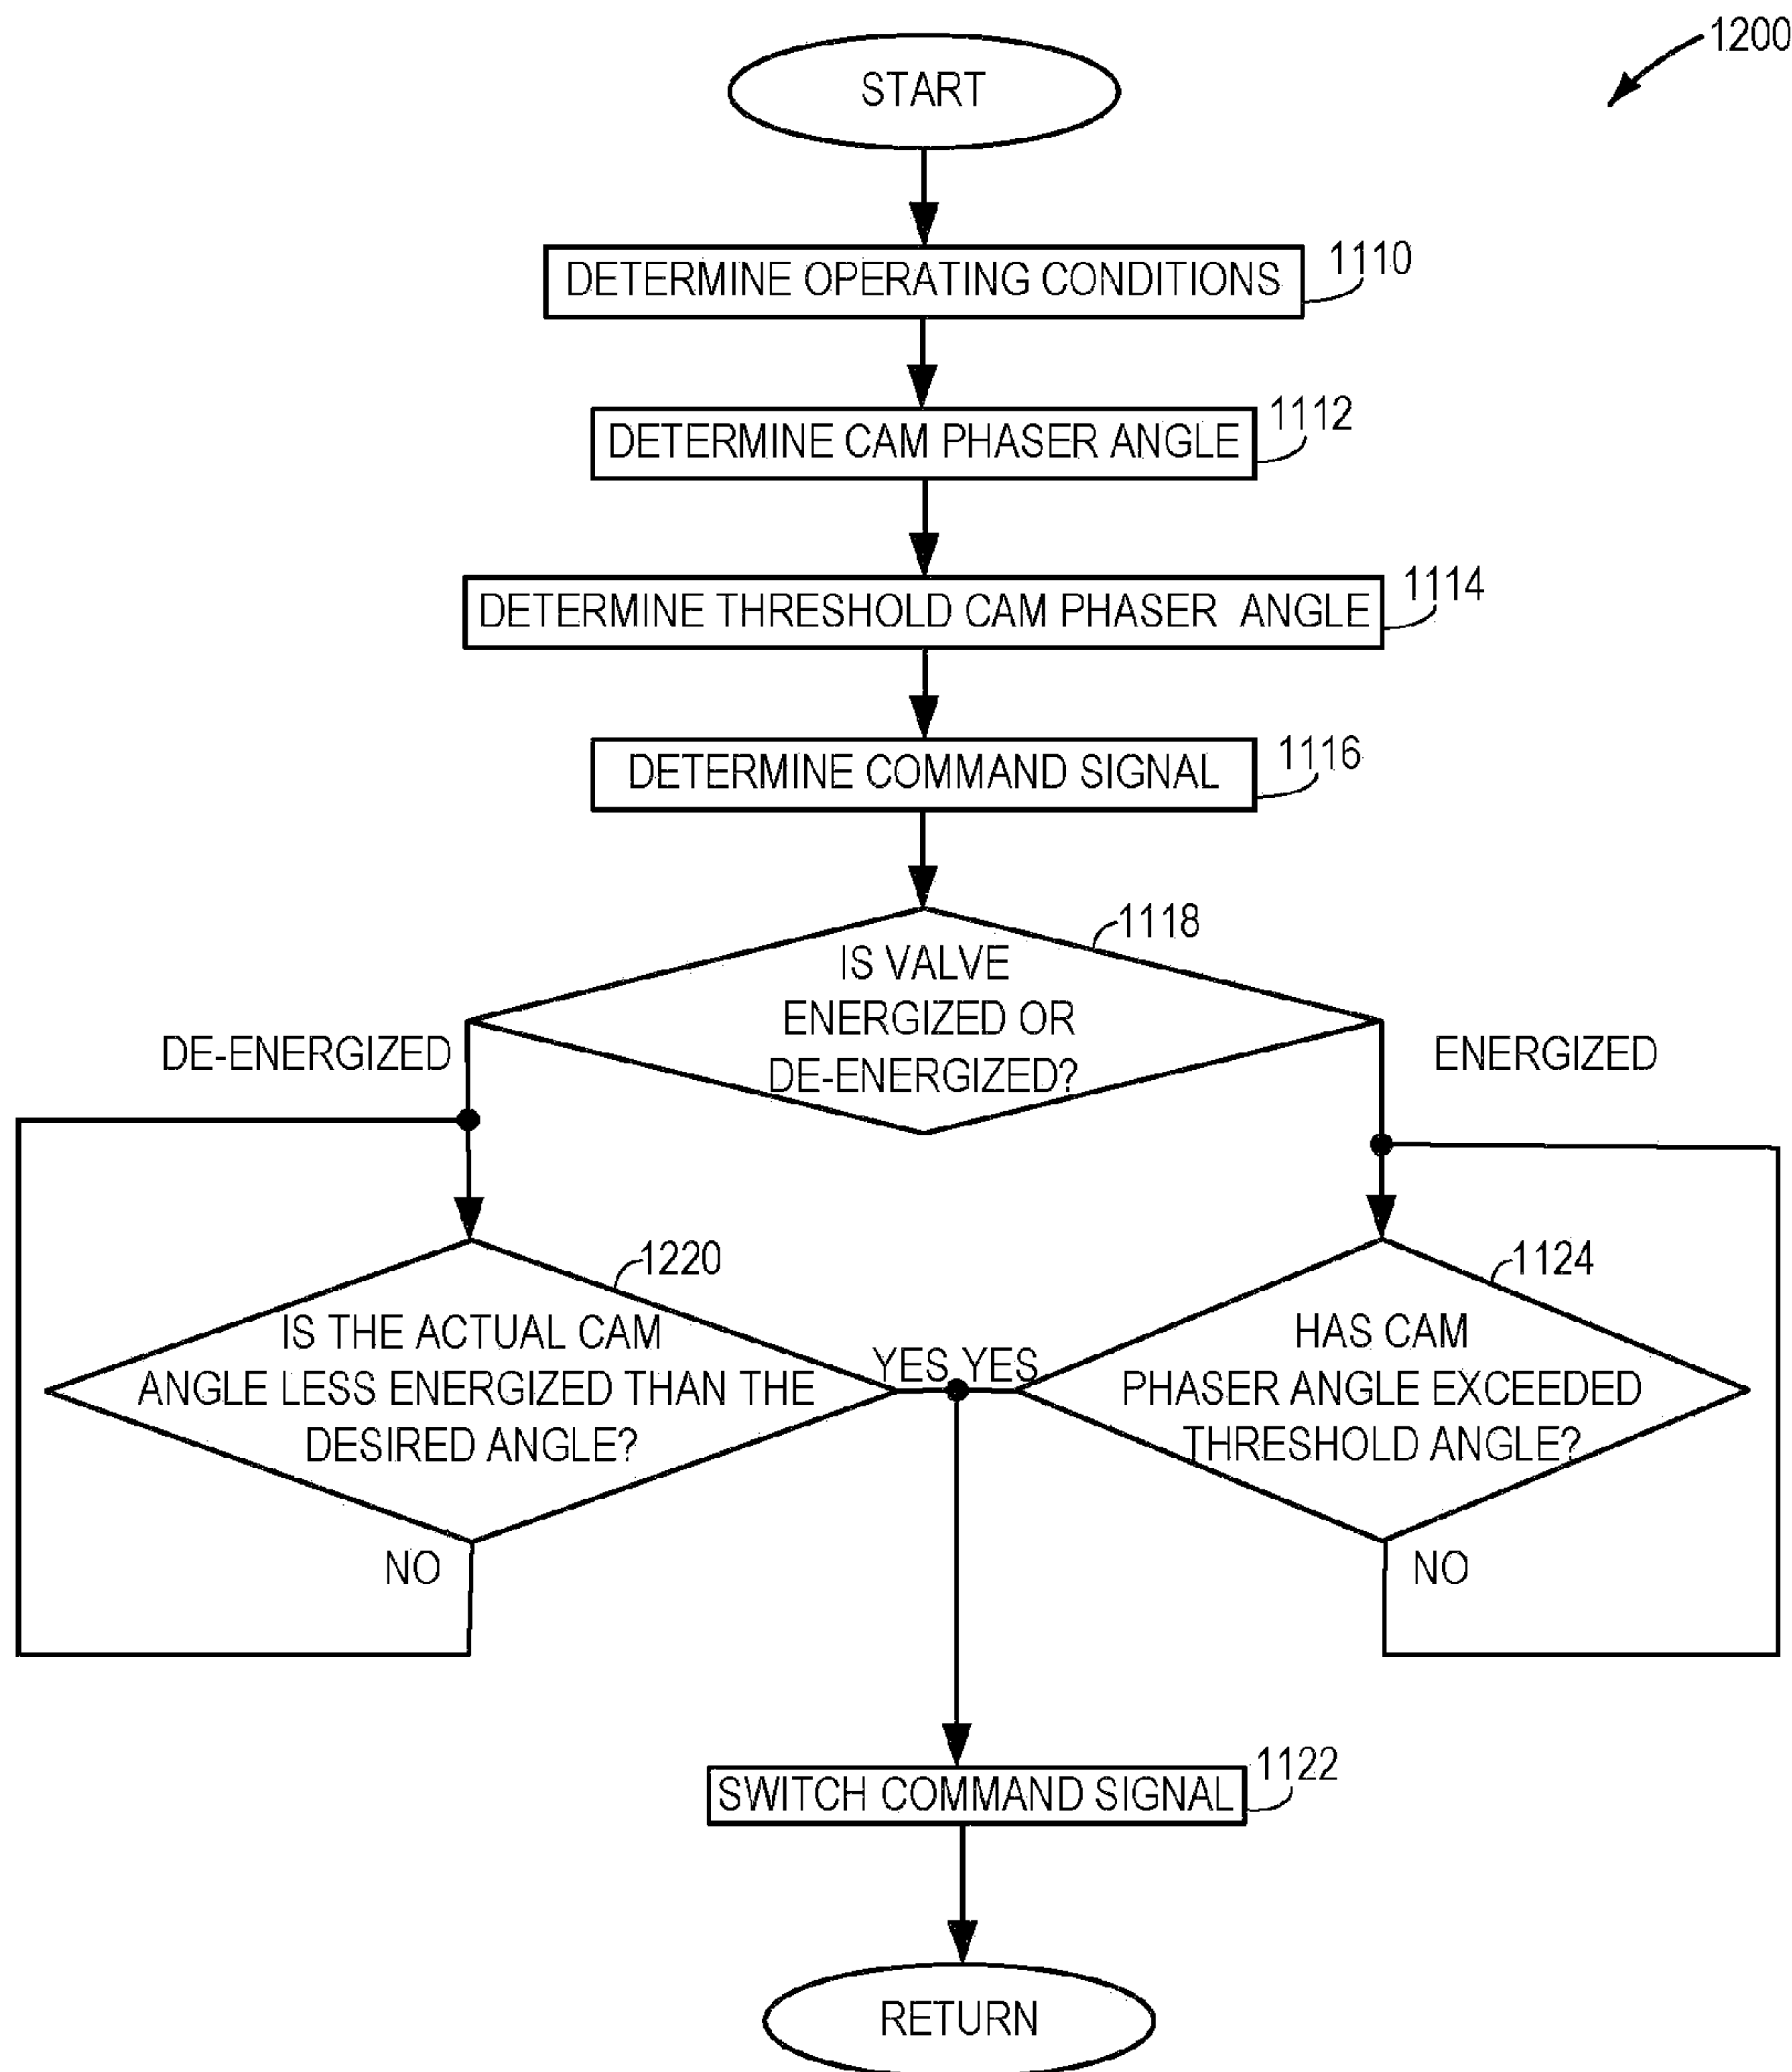 1200
START
DETERMINE OPERATING CONDITIONS
1110
DETERMINE CAM PHASER ANGLE
1112
DETERMINE THRESHOLD CAM PHASER ANGLE
1114
DETERMINE COMMAND SIGNAL
1116
1118
IS VALVE
ENERGIZED OR
DE-ENERGIZED?
DE-ENERGIZED
ENERGIZED
1220
IS THE ACTUAL CAM
ANGLE LESS ENERGIZED THAN THE
DESIRED ANGLE?
YES
YES
1124
HAS CAM
PHASER ANGLE EXCEEDED
THRESHOLD ANGLE?
NO
NO
SWITCH COMMAND SIGNAL
1122
RETURN